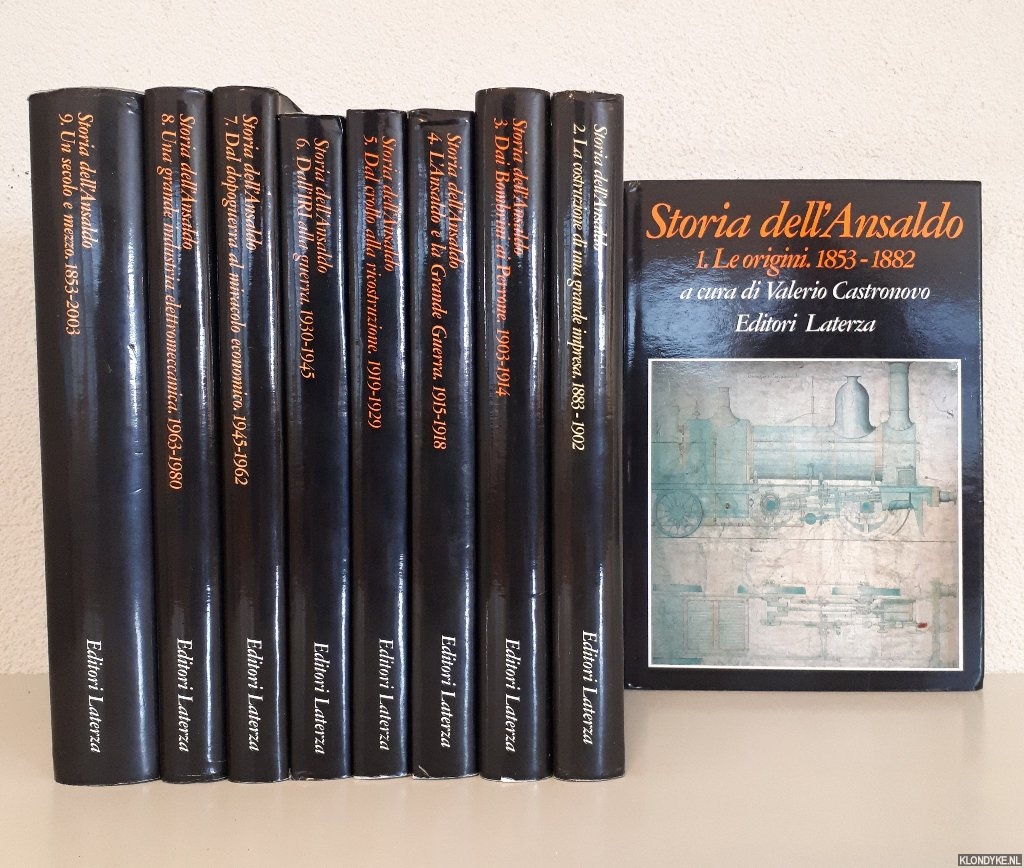 Storia dell'Ansaldo
9. Un secolo e mezzo. 1853-2003
Editori Laterza
Storia dell'Ansaldo
8. Una grande industria elettromeccanica. 1963-1980
Editori Laterza
Storia dell'Ansaldo
7. Dal dopoguerra al miracolo economico. 1945-1962
Editori Laterza
Storia dell'Ansaldo
6. Dall'IRI alla guerra. 1930-1945
Editori Laterza
Storia dell'Ansaldo
5. Dal crollo alla ricostruzione. 1919-1929
Editori Laterza
Storia dell'Ansaldo
4. L'Ansaldo e la Grande Guerra. 1915-1918
Editori Laterza
Storia dell'Ansaldo
3. Dai Bombrini ai Perrone. 1903-1914
Editori Laterza
Storia dell'Ansaldo
2. La costruzione di una grande impresa. 1883-1902
Editori Laterza
Storia dell'Ansaldo
1. Le origini. 1853-1882
a cura di Valerio Castronovo
Editori Laterza
KLONDYKE.NL